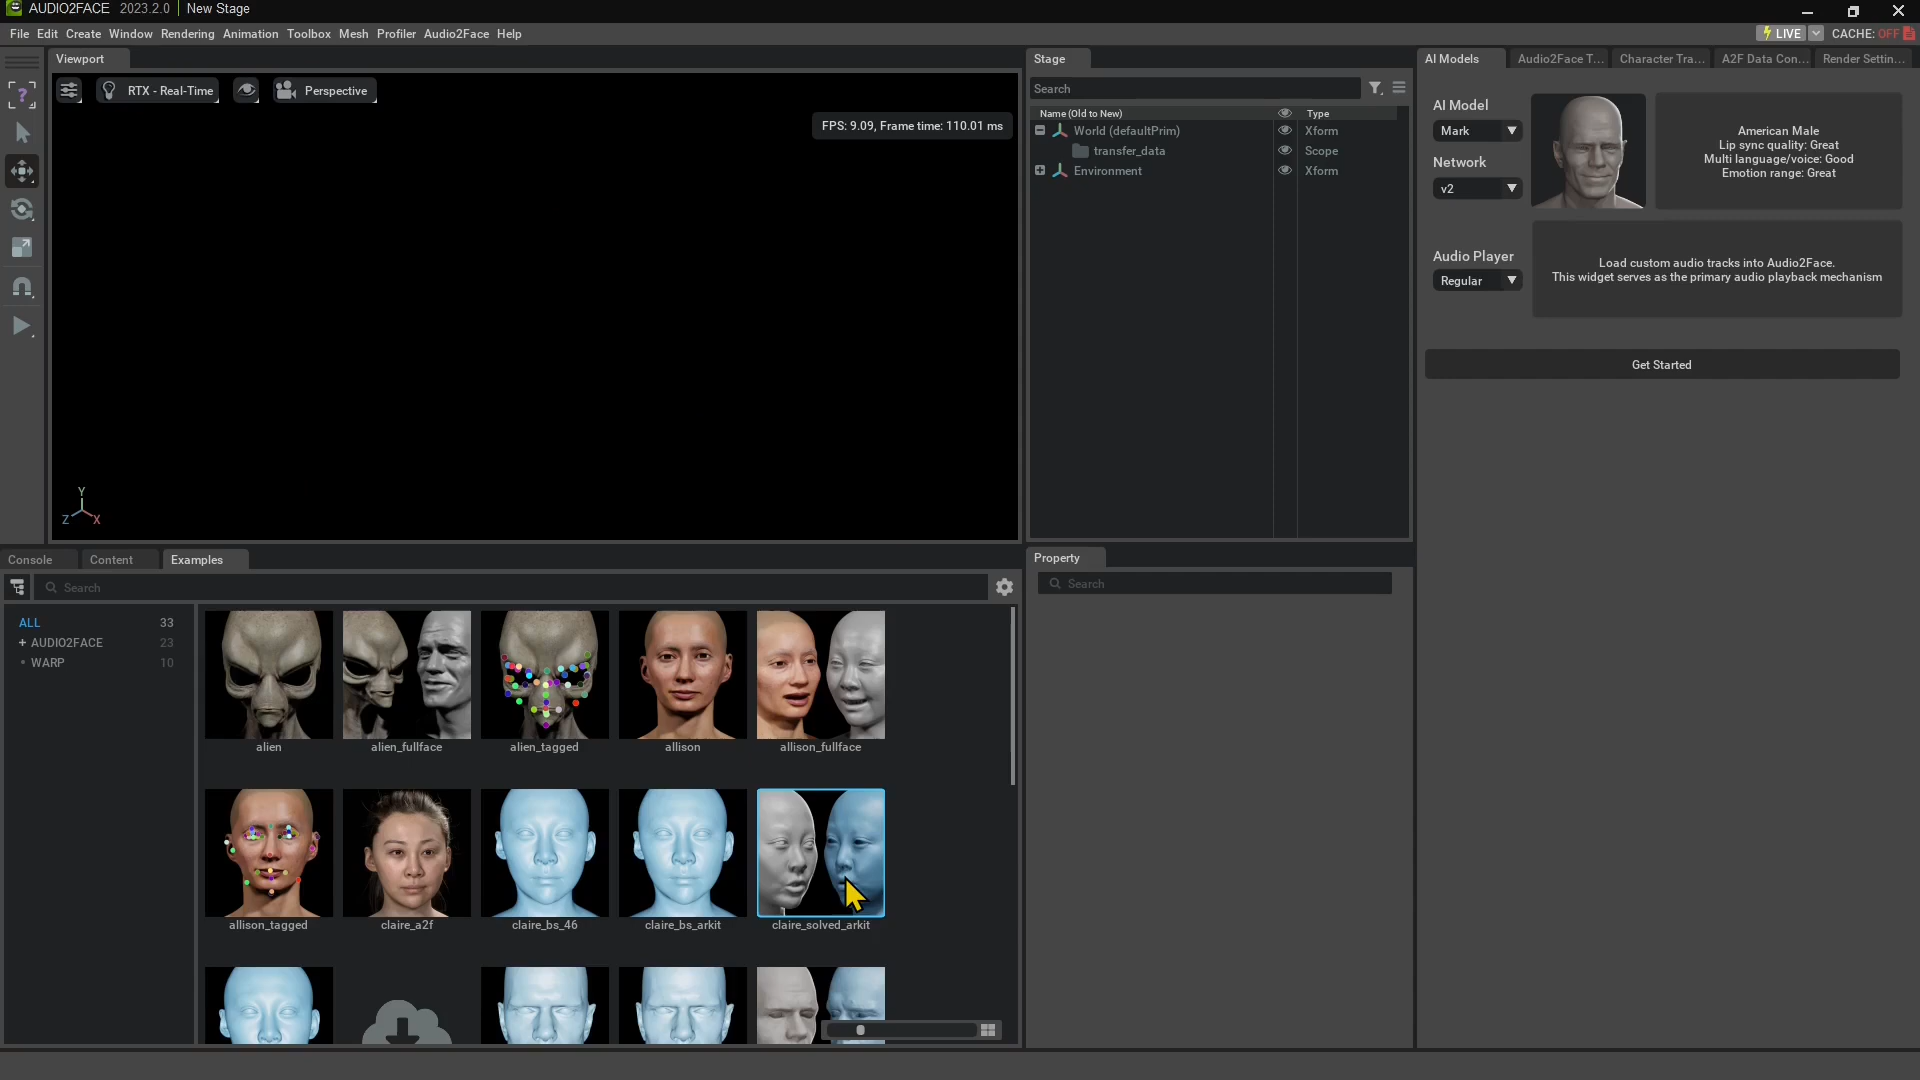 AUDIO2FACE 2023.2.0 New Stage
File Edit Create Window Rendering Animation Toolbox Mesh Profiler Audio2Face Help
LIVE CACHE: OFF
Viewport
RTX - Real-Time
Perspective
FPS: 9.09, Frame time: 110.01 ms
Y
Z
X
Stage
Search
Name (Old to New) Type
World (defaultPrim) Xform
transfer_data Scope
Environment Xform
AI Models Audio2Face T... Character Tra... A2F Data Con... Render Settin...
AI Model
Mark
Network
v2
American Male
Lip sync quality: Great
Multi language/voice: Good
Emotion range: Great
Audio Player
Regular
Load custom audio tracks into Audio2Face.
This widget serves as the primary audio playback mechanism
Get Started
Console Content Examples
Search
ALL 33
+ AUDIO2FACE 23
• WARP 10
alien
alien_fullface
alien_tagged
allison
allison_fullface
allison_tagged
claire_a2f
claire_bs_46
claire_bs_arkit
claire_solved_arkit
Property
Search